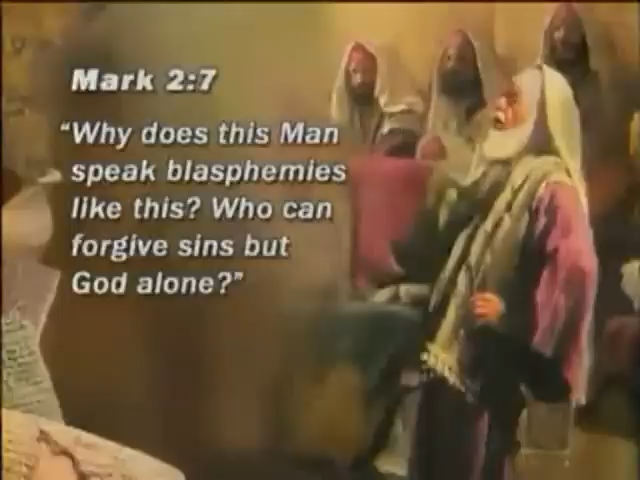 Mark 2:7
“Why does this Man
speak blasphemies
like this? Who can
forgive sins but
God alone?”